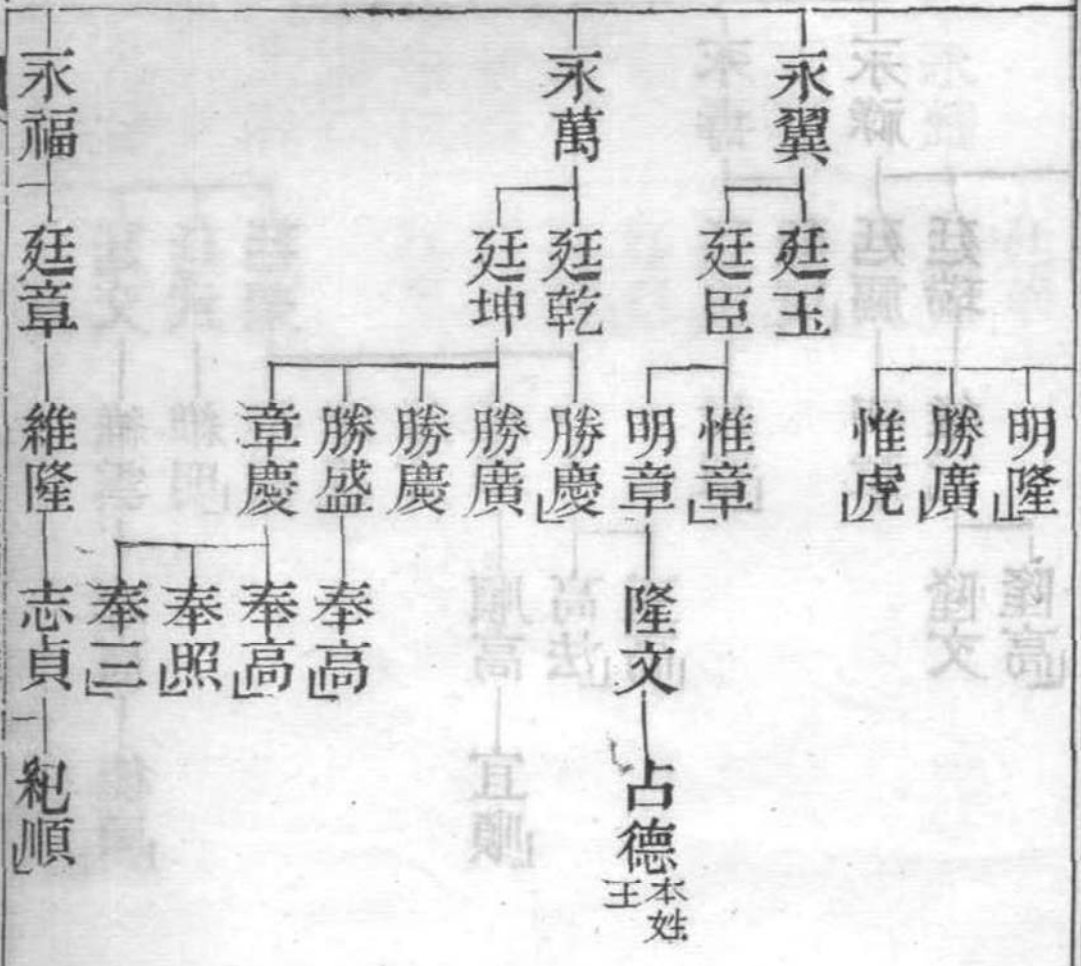 永翼
永萬
永福
廷玉
廷臣
廷乾
廷坤
廷章
明隆
勝廣
惟虎
惟章
明章
勝慶
勝廣
勝慶
勝盛
章慶
維隆
隆文
奉高
奉高
奉照
奉三
志貞
占德
本姓
王
紀順